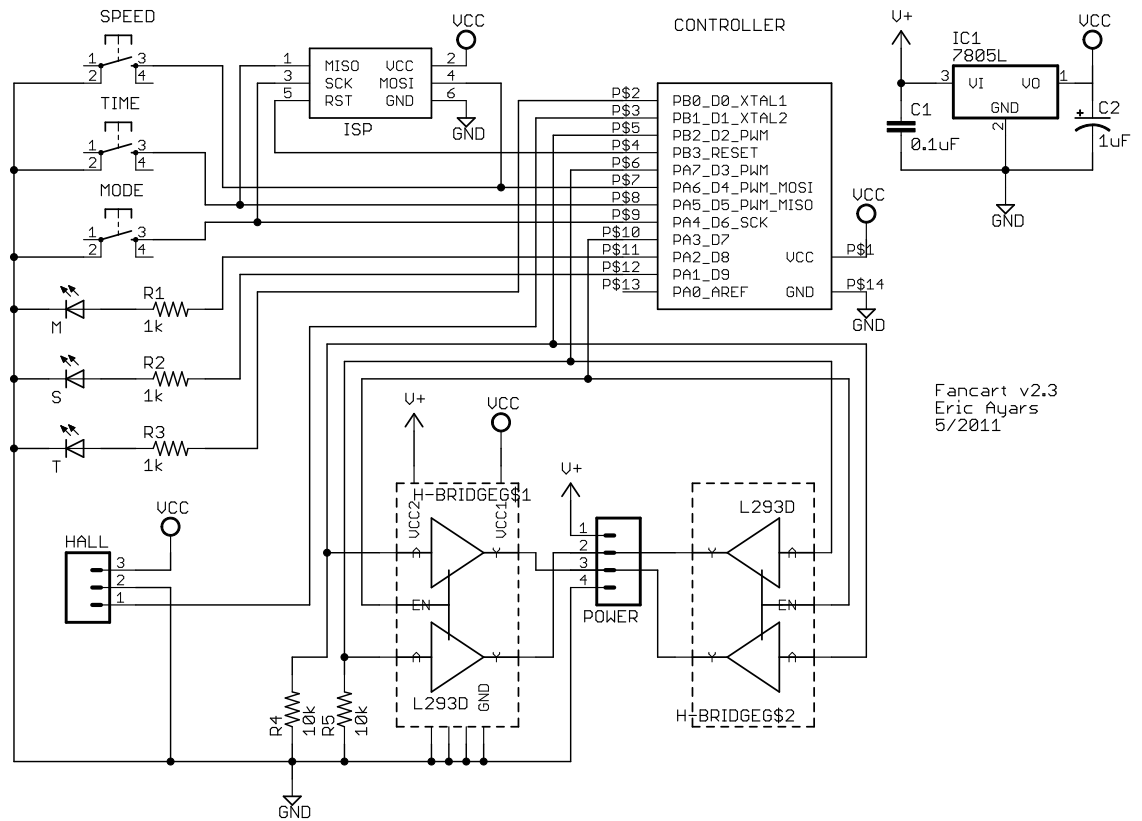 SPEED
1 3
2 4
TIME
1 3
2 4
MODE
1 3
2 4
VCC
1 MISO VCC 2
3 SCK MOSI 4
5 RST GND 6
ISP
GND
CONTROLLER
P$2 PB0_D0_XTAL1
P$3 PB1_D1_XTAL2
P$5 PB2_D2_PWM
P$4 PB3_RESET
P$6 PA7_D3_PWM
P$7 PA6_D4_PWM_MOSI
P$8 PA5_D5_PWM_MISO
P$9 PA4_D6_SCK
P$10 PA3_D7
P$11 PA2_D8 VCC P$1
P$12 PA1_D9
P$13 PA0_AREF GND P$14
VCC
GND
V+
IC1
7805L
VCC
3 VI VO 1
GND
2
C1
0.1uF
C2
+
1uF
GND
M
R1
1k
S
R2
1k
T
R3
1k
Fancart v2.3
Eric Ayars
5/2011
VCC
HALL
3
2
1
V+
VCC
H-BRIDGEG$1
VCC2
VCC1
A Y
EN
A Y
L293D
GND
V+
1
2
3
4
POWER
L293D
Y A
EN
Y A
H-BRIDGEG$2
R4
10k
R5
10k
GND